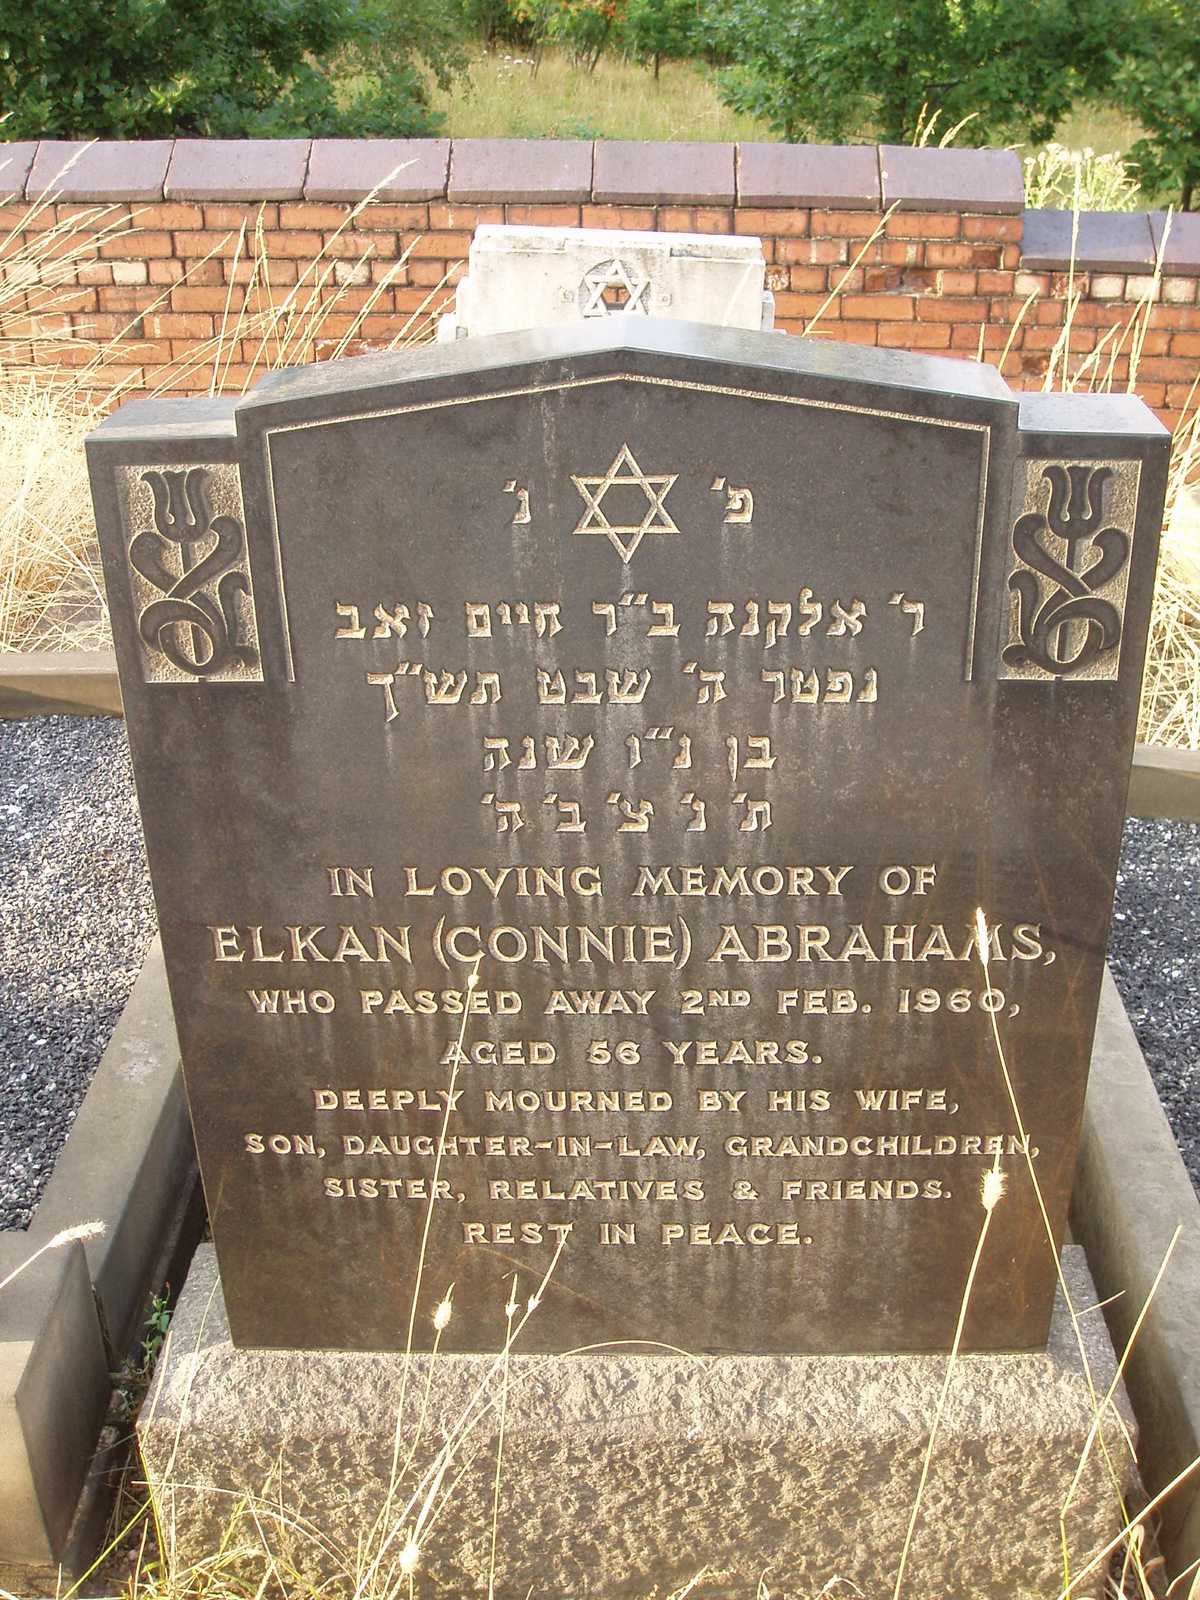 פ׳ נ׳
ר׳ אלקנה ב״ר חיים זאב
נפטר ה׳ שבט תש״ך
בן נ״ו שנה
ת׳ נ׳ צ׳ ב׳ ה׳
IN LOVING MEMORY OF
ELKAN (CONNIE) ABRAHAMS,
WHO PASSED AWAY 2ND FEB. 1960,
AGED 56 YEARS.
DEEPLY MOURNED BY HIS WIFE,
SON, DAUGHTER-IN-LAW, GRANDCHILDREN,
SISTER, RELATIVES & FRIENDS.
REST IN PEACE.